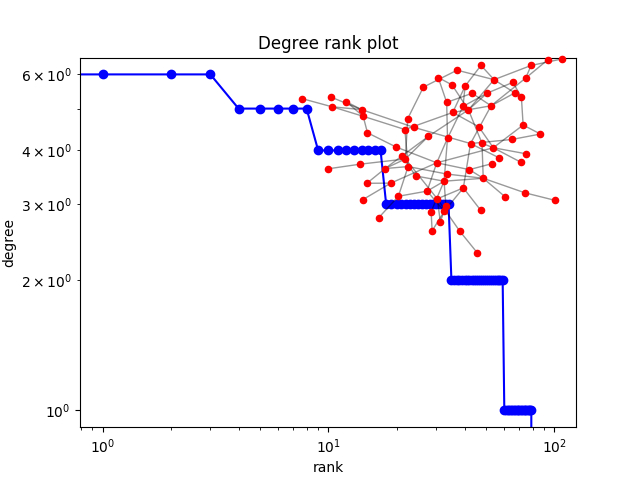 Degree rank plot
degree
6 × 10⁰
4 × 10⁰
3 × 10⁰
2 × 10⁰
10⁰
10⁰
10¹
10²
rank